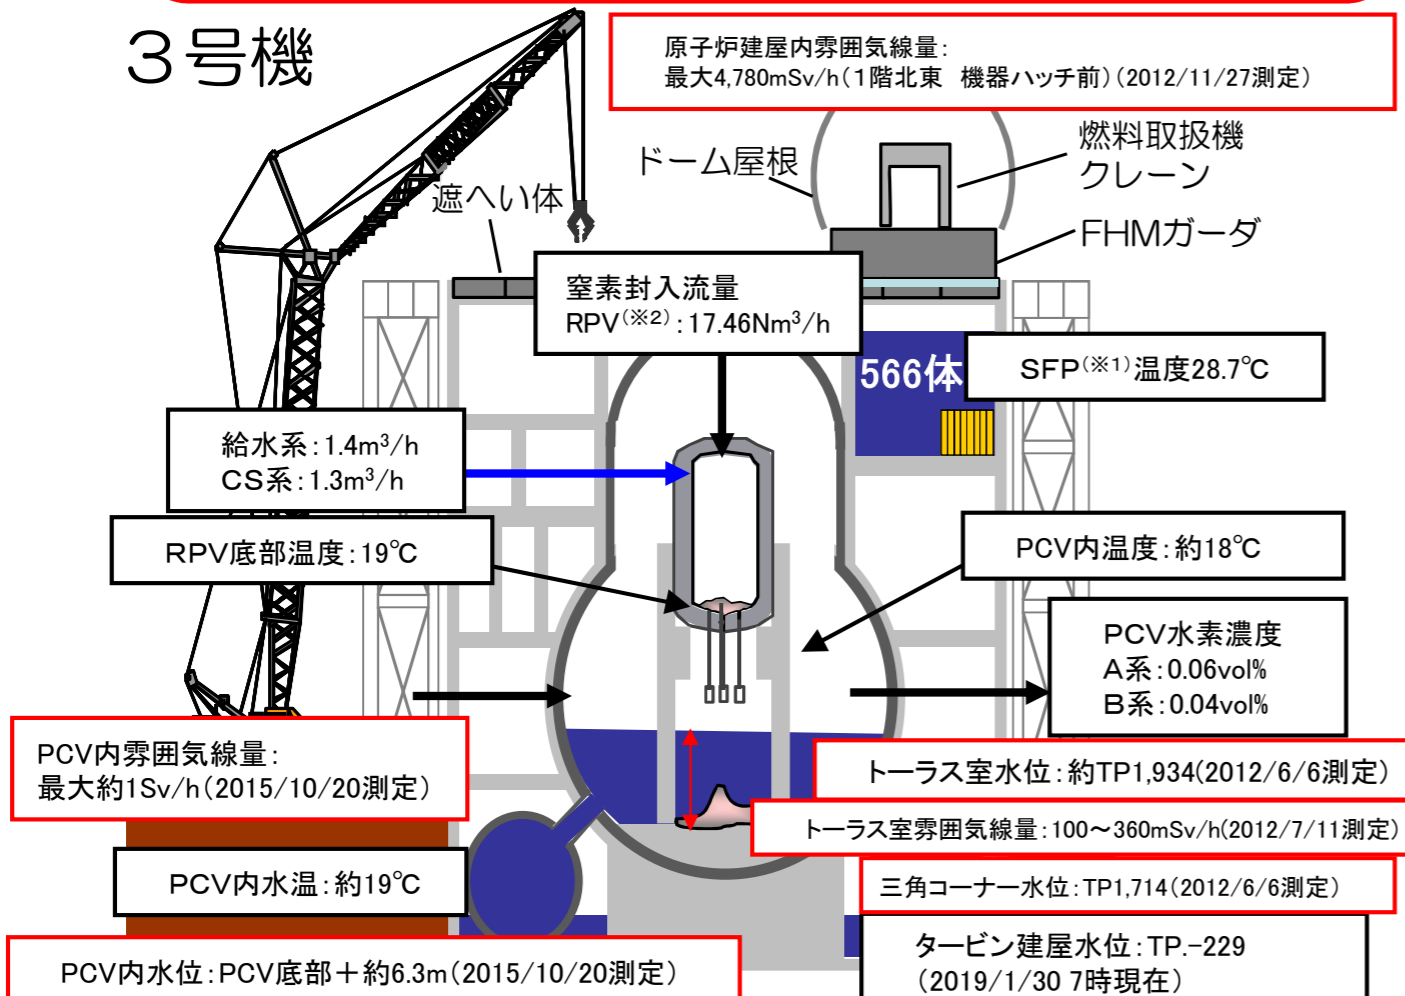 3号機
原子炉建屋内雰囲気線量：
最大4,780mSv/h（1階北東　機器ハッチ前）（2012/11/27測定）
ドーム屋根
燃料取扱機
クレーン
遮へい体
FHMガーダ
窒素封入流量
RPV(※2)：17.46Nm³/h
566体
SFP(※1)温度28.7℃
給水系：1.4m³/h
CS系：1.3m³/h
RPV底部温度：19℃
PCV内温度：約18℃
PCV水素濃度
A系：0.06vol%
B系：0.04vol%
PCV内雰囲気線量：
最大約1Sv/h（2015/10/20測定）
トーラス室水位：約TP1,934(2012/6/6測定）
トーラス室雰囲気線量：100～360mSv/h(2012/7/11測定）
PCV内水温：約19℃
三角コーナー水位：TP1,714（2012/6/6測定）
PCV内水位：PCV底部＋約6.3m（2015/10/20測定）
タービン建屋水位：TP.-229
（2019/1/30 7時現在）